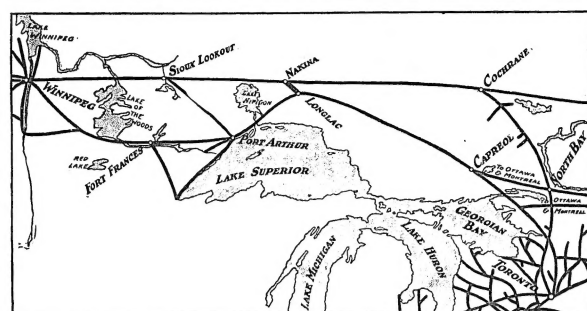 LAKE
WINNIPEG
SIOUX LOOKOUT
NAKINA
COCHRANE
WINNIPEG
LAKE
OF
THE
WOODS
LAKE
NIPIGON
LONGLAC
NORTH BAY
CAPREOL
TO OTTAWA
& MONTREAL
OTTAWA
& MONTREAL
RED
LAKE
FORT FRANCES
PORT ARTHUR
LAKE SUPERIOR
GEORGIAN
BAY
LAKE MICHIGAN
LAKE HURON
TORONTO